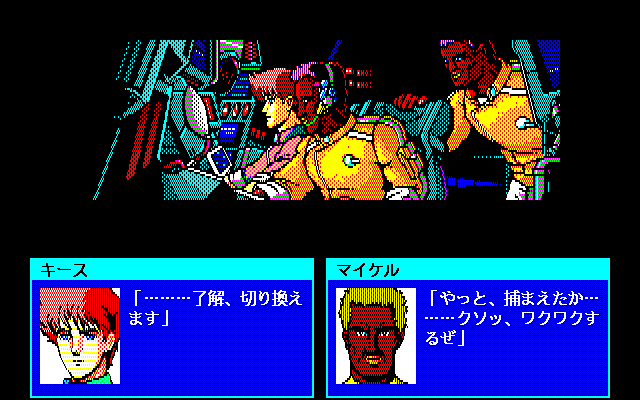 キース
「………了解、切り換え
ます」
マイケル
「やっと、捕まえたか…
……クソッ、ワクワクす
るぜ」